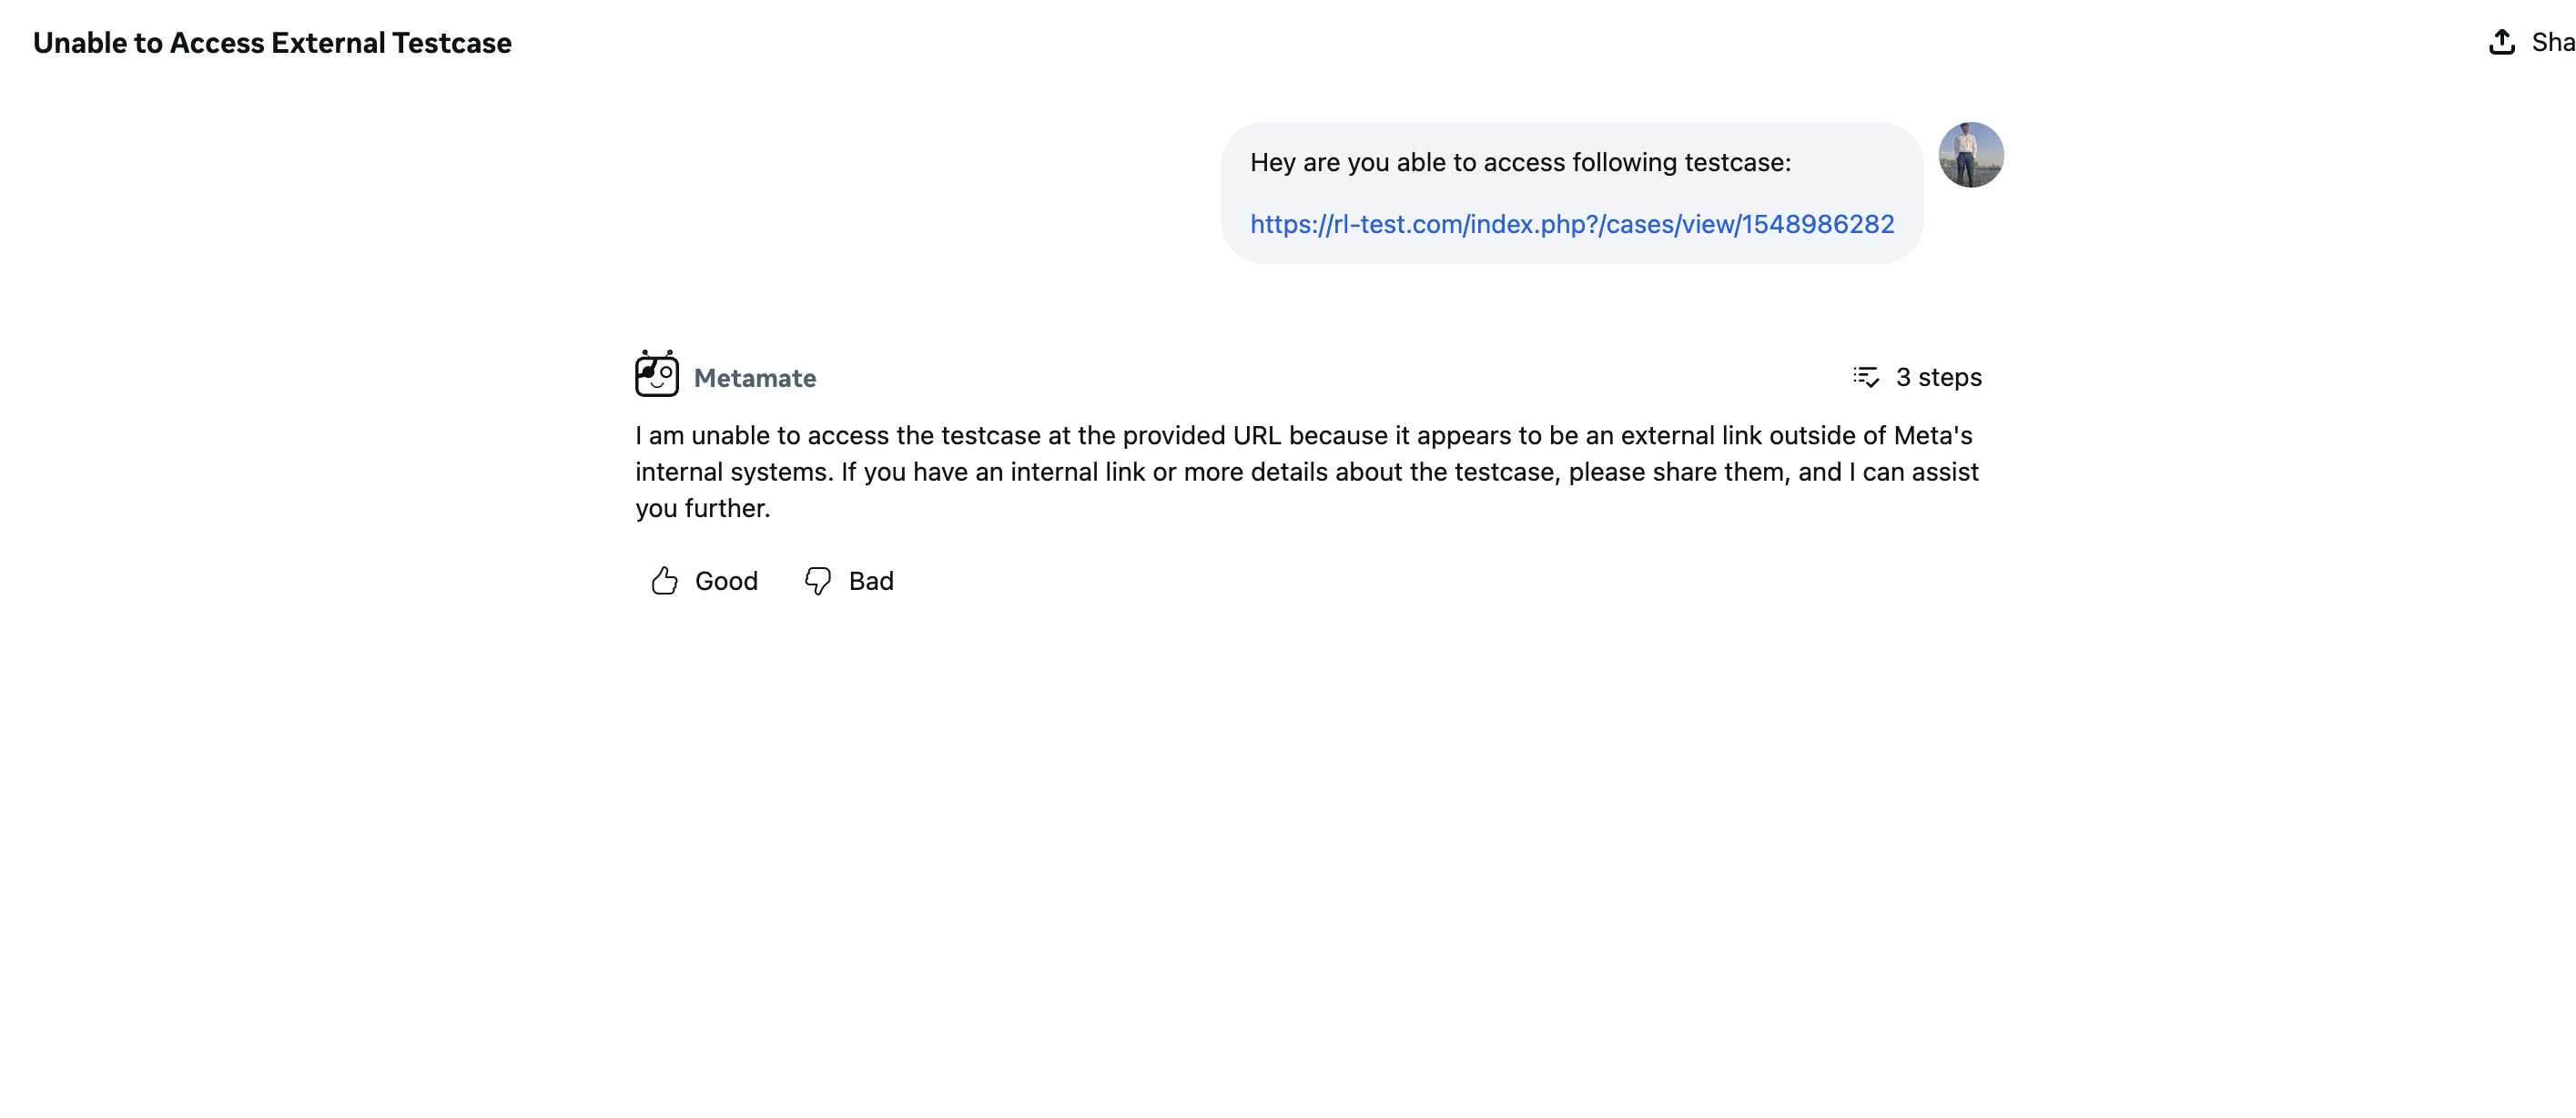 Unable to Access External Testcase
Sha
Hey are you able to access following testcase:
https://rl-test.com/index.php?/cases/view/1548986282
Metamate
3 steps
I am unable to access the testcase at the provided URL because it appears to be an external link outside of Meta's
internal systems. If you have an internal link or more details about the testcase, please share them, and I can assist
you further.
Good
Bad